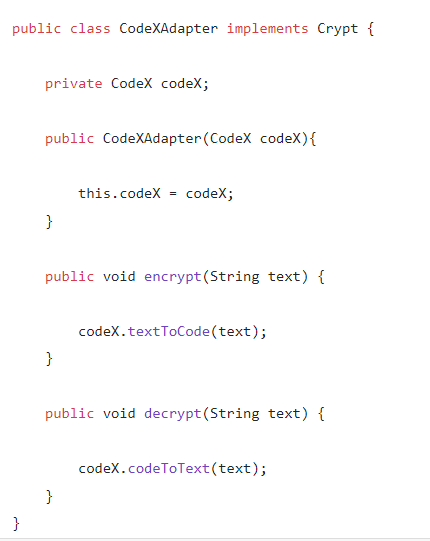 public class CodeXAdapter implements Crypt {
private CodeX codeX;
public CodeXAdapter(CodeX codeX){
this.codeX = codeX;
}
public void encrypt(String text) {
codeX.textToCode(text);
}
public void decrypt(String text) {
codeX.codeToText(text);
}
}